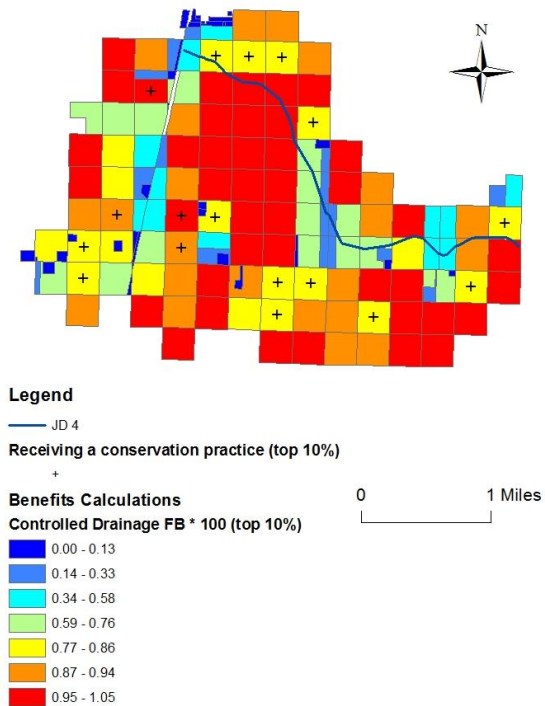 N
Legend
JD 4
Receiving a conservation practice (top 10%)
+
Benefits Calculations
Controlled Drainage FB * 100 (top 10%)
0.00 - 0.13
0.14 - 0.33
0.34 - 0.58
0.59 - 0.76
0.77 - 0.86
0.87 - 0.94
0.95 - 1.05
0 1 Miles